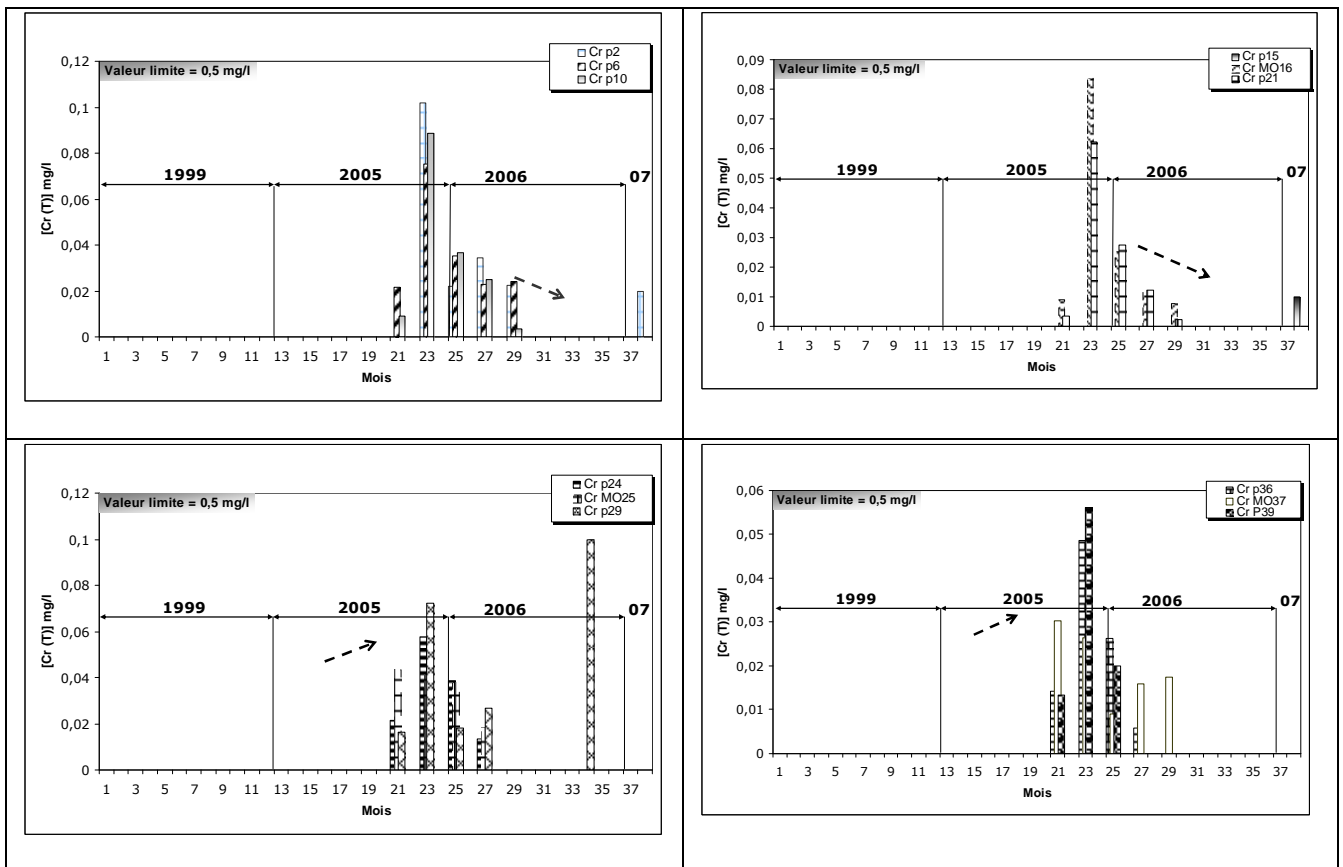 Cr p2
Cr p6
Cr p10
Valeur limite = 0,5 mg/l
0,12
0,1
0,08
0,06
0,04
0,02
0
[Cr (T)] mg/l
1999 2005 2006 07
1 3 5 7 9 11 13 15 17 19 21 23 25 27 29 31 33 35 37
Mois
Cr p15
Cr MO16
Cr p21
Valeur limite = 0,5 mg/l
0,09
0,08
0,07
0,06
0,05
0,04
0,03
0,02
0,01
0
[Cr (T)] mg/l
1999 2005 2006 07
1 3 5 7 9 11 13 15 17 19 21 23 25 27 29 31 33 35 37
Mois
Cr p24
Cr MO25
Cr p29
Valeur limite = 0,5 mg/l
0,12
0,1
0,08
0,06
0,04
0,02
0
[Cr (T)] mg/l
1999 2005 2006 07
1 3 5 7 9 11 13 15 17 19 21 23 25 27 29 31 33 35 37
Mois
Cr p36
Cr MO37
Cr P39
Valeur limite = 0,5 mg/l
0,06
0,05
0,04
0,03
0,02
0,01
0
[Cr (T)] mg/l
1999 2005 2006 07
1 3 5 7 9 11 13 15 17 19 21 23 25 27 29 31 33 35 37
Mois